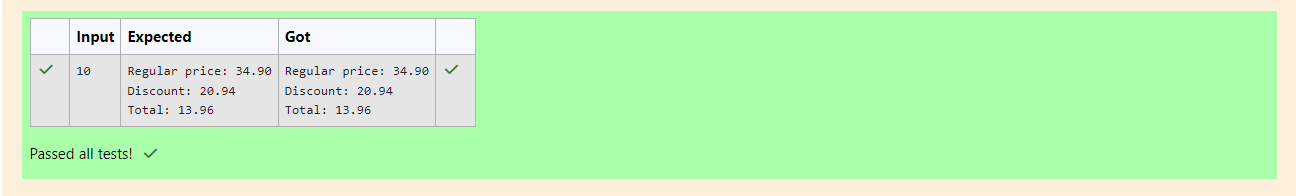 Input Expected Got
10 Regular price: 34.90 Regular price: 34.90
Discount: 20.94 Discount: 20.94
Total: 13.96 Total: 13.96
Passed all tests!